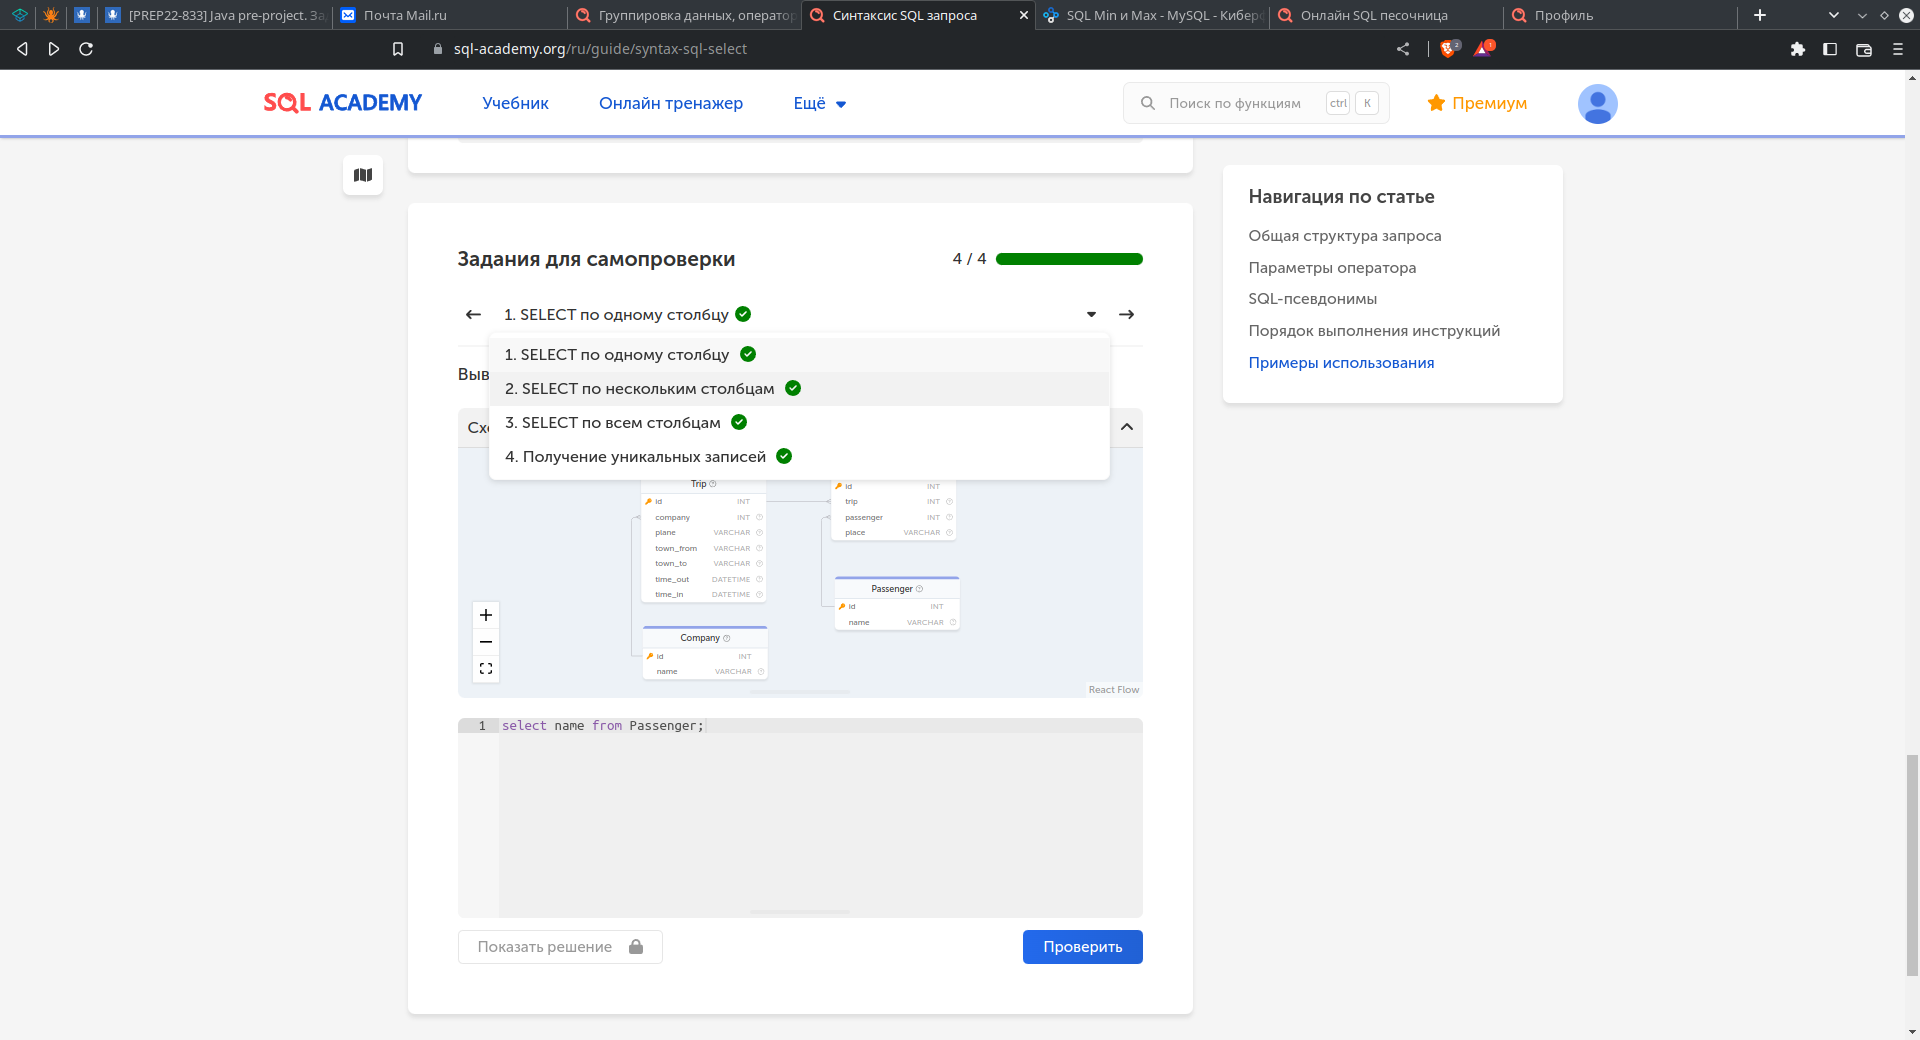 [PREP22-833] Java pre-project. За
Почта Mail.ru
Группировка данных, оператор
Синтаксис SQL запроса
SQL Min и Max - MySQL - Кибер
Онлайн SQL песочница
Профиль
sql-academy.org/ru/guide/syntax-sql-select
2
1
SQL ACADEMY
Учебник
Онлайн тренажер
Ещё
Поиск по функциям
ctrl
K
Премиум
Задания для самопроверки
4 / 4
1. SELECT по одному столбцу
1. SELECT по одному столбцу
2. SELECT по нескольким столбцам
3. SELECT по всем столбцам
4. Получение уникальных записей
Выв
Схе
Trip
id INT
company INT
plane VARCHAR
town_from VARCHAR
town_to VARCHAR
time_out DATETIME
time_in DATETIME
id INT
trip INT
passenger INT
place VARCHAR
Passenger
id INT
name VARCHAR
Company
id INT
name VARCHAR
React Flow
1 select name from Passenger;
Показать решение
Проверить
Навигация по статье
Общая структура запроса
Параметры оператора
SQL-псевдонимы
Порядок выполнения инструкций
Примеры использования